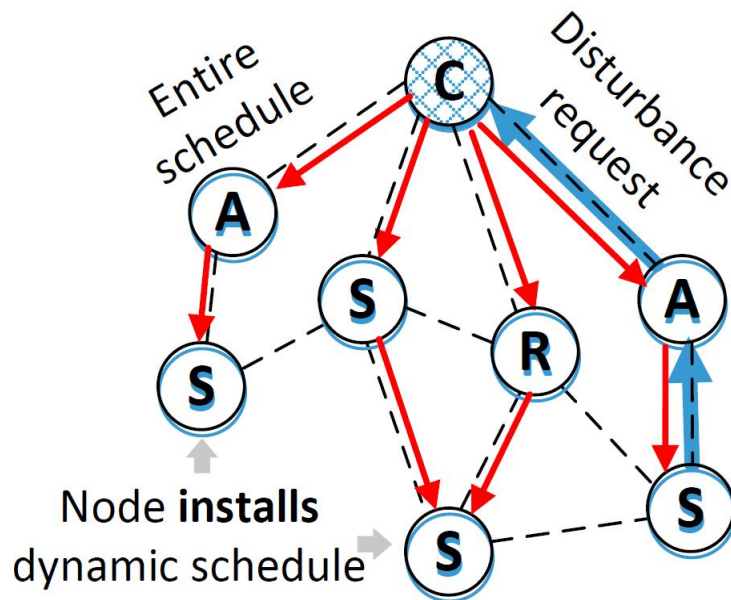 Entire
schedule
C
Disturbance
request
A
S
A
S
R
S
S
Node installs
dynamic schedule